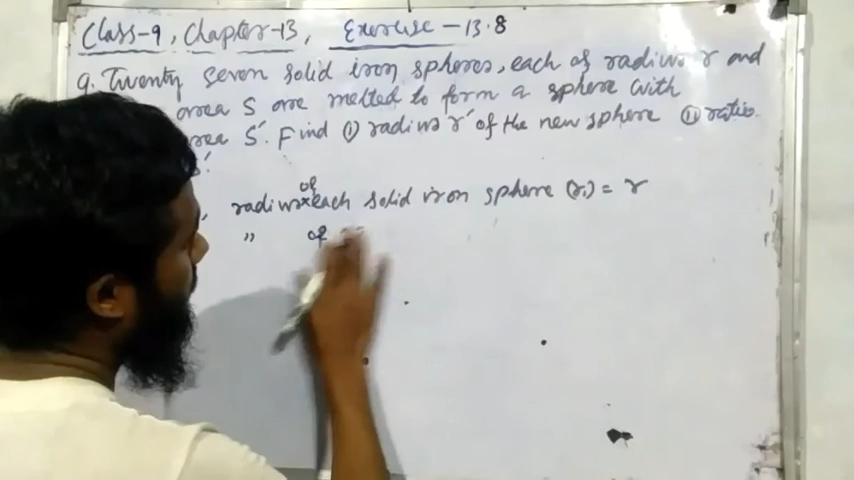 Class-9, Chapter-13, Exercise - 13.8
9. Twenty seven solid iron spheres, each of radius r and
area S are melted to form a sphere with
area S'. Find (i) radius r' of the new sphere (ii) ratio
S'.
radius of each solid iron sphere (r₁) = r
" of